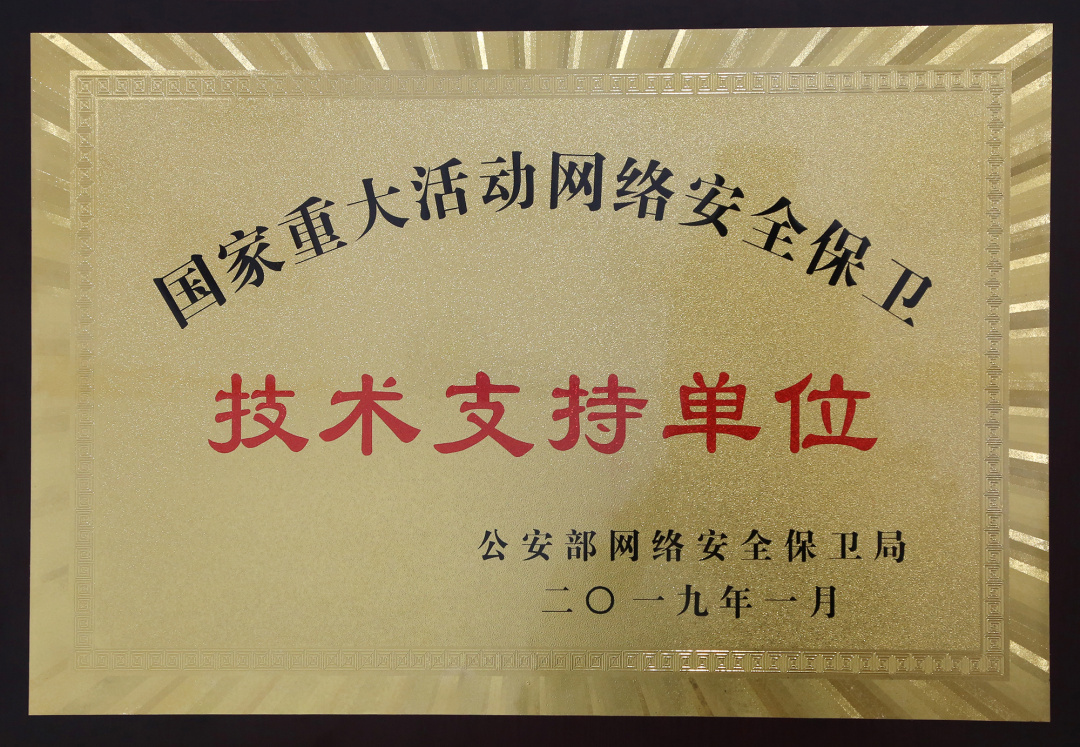 国家重大活动网络安全保卫
技术支持单位
公安部网络安全保卫局
二〇一九年一月